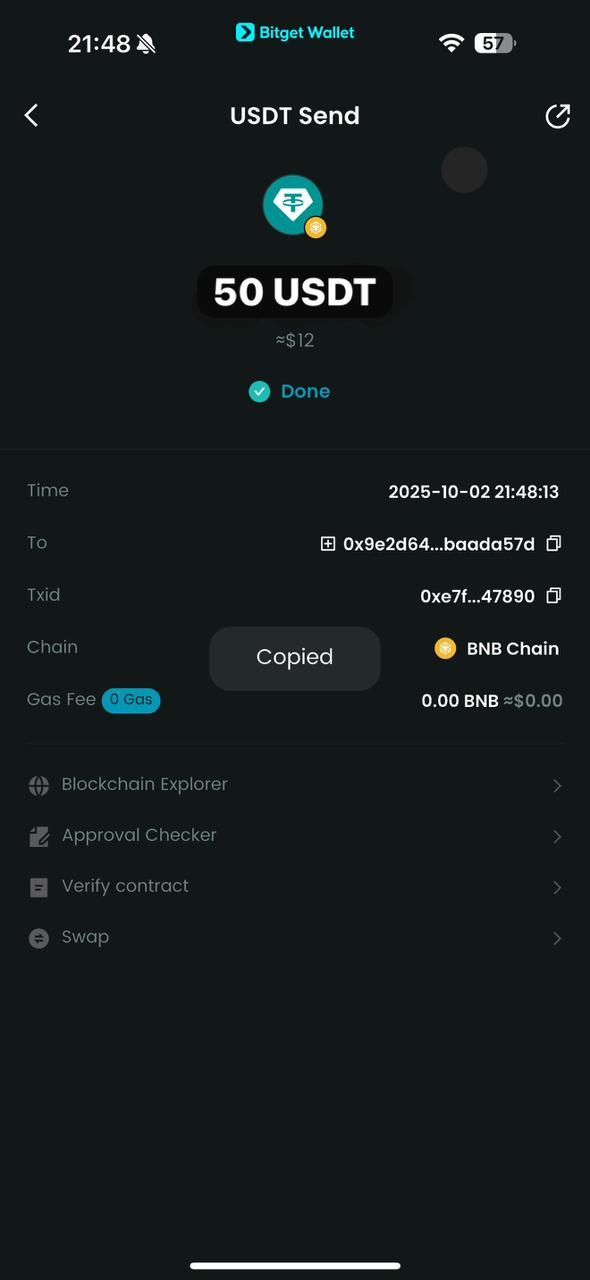 21:48
Bitget Wallet
57
USDT Send
50 USDT
≈$12
Done
Time 2025-10-02 21:48:13
To 0x9e2d64...baada57d
Txid 0xe7f...47890
Chain BNB Chain
Copied
Gas Fee 0 Gas 0.00 BNB ≈$0.00
Blockchain Explorer
Approval Checker
Verify contract
Swap